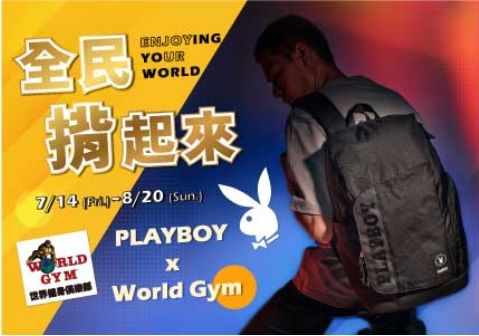 全民
ENJOYING
YOUR
WORLD
揹起來
7/14 (Fri.)~8/20 (Sun.)
PLAYBOY
x
World Gym
WORLD
GYM
世界健身俱樂部
PLAYBOY